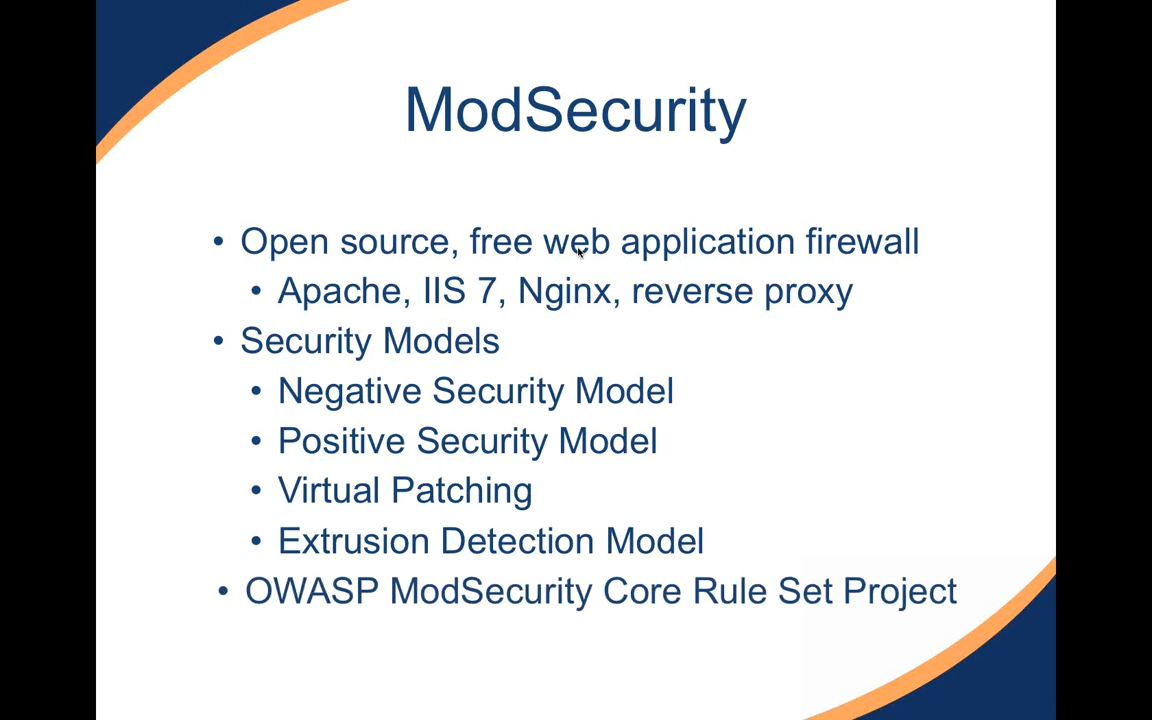 ModSecurity
• Open source, free web application firewall
• Apache, IIS 7, Nginx, reverse proxy
• Security Models
• Negative Security Model
• Positive Security Model
• Virtual Patching
• Extrusion Detection Model
• OWASP ModSecurity Core Rule Set Project